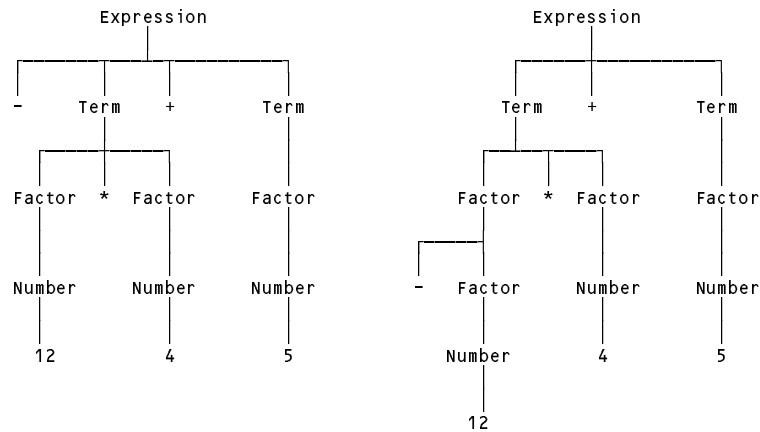 Expression Expression
- Term + Term Term + Term
Factor * Factor Factor Factor * Factor Factor
Number Number Number - Factor Number Number
12 4 5 Number 4 5
12